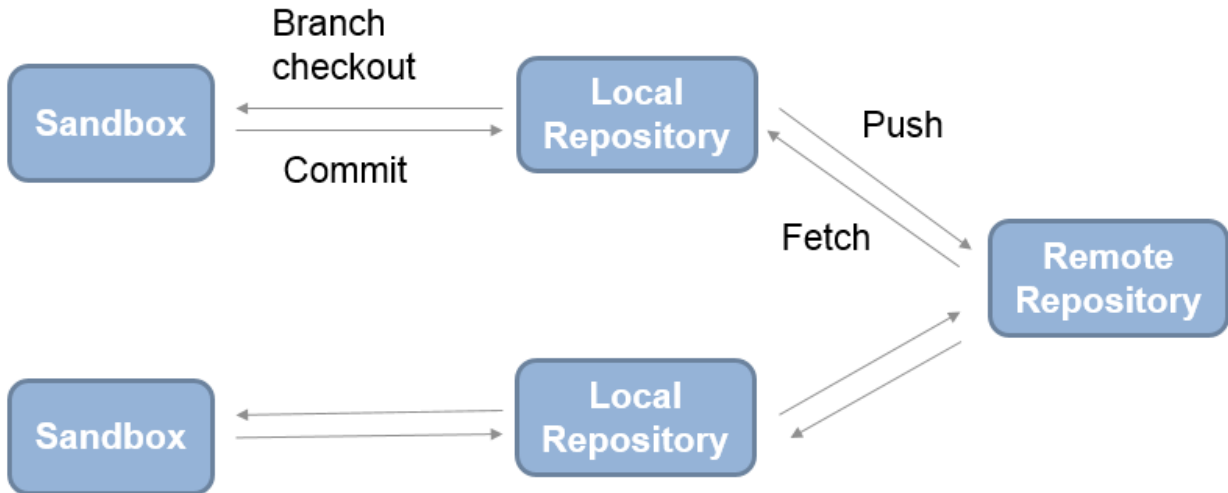 Branch
checkout
Sandbox
Local
Repository
Commit
Push
Fetch
Remote
Repository
Sandbox
Local
Repository